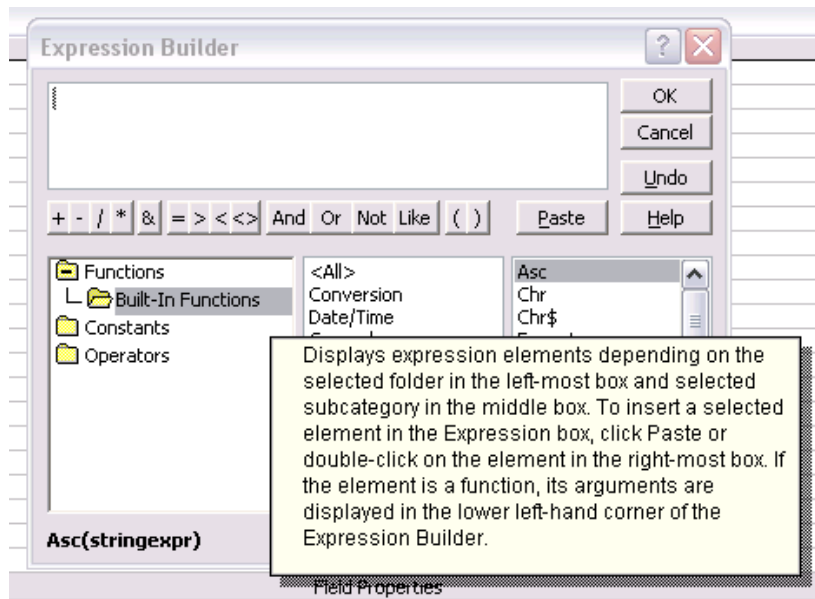 Expression Builder
OK
Cancel
Undo
+ - / * & = > < <> And Or Not Like ( ) Paste Help
Functions
Built-In Functions
Constants
Operators
<All>
Conversion
Date/Time
Asc
Chr
Chr$
Displays expression elements depending on the
selected folder in the left-most box and selected
subcategory in the middle box. To insert a selected
element in the Expression box, click Paste or
double-click on the element in the right-most box. If
the element is a function, its arguments are
displayed in the lower left-hand corner of the
Expression Builder.
Asc(stringexpr)
Field Properties